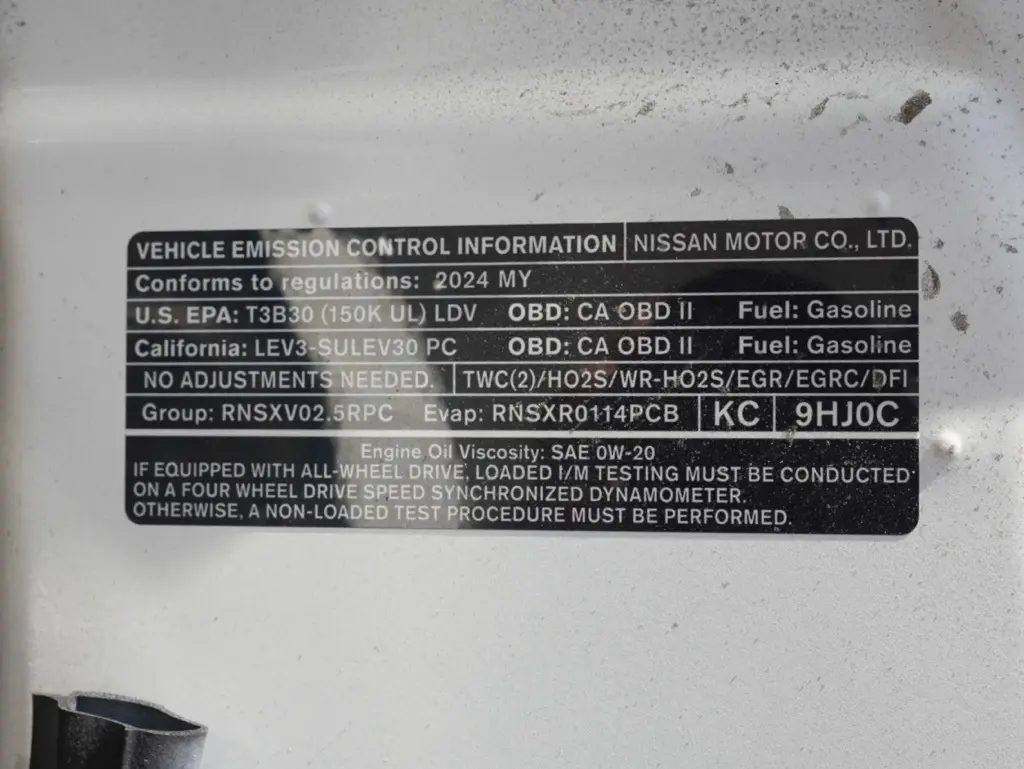 VEHICLE EMISSION CONTROL INFORMATION NISSAN MOTOR CO., LTD.
Conforms to regulations: 2024 MY
U.S. EPA: T3B30 (150K UL) LDV OBD: CA OBD II Fuel: Gasoline
California: LEV3-SULEV30 PC OBD: CA OBD II Fuel: Gasoline
NO ADJUSTMENTS NEEDED. TWC(2)/HO2S/WR-HO2S/EGR/EGRC/DFI
Group: RNSXV02.5RPC Evap: RNSXR0114PCB KC 9HJ0C
Engine Oil Viscosity: SAE 0W-20
IF EQUIPPED WITH ALL-WHEEL DRIVE, LOADED I/M TESTING MUST BE CONDUCTED
ON A FOUR WHEEL DRIVE SPEED SYNCHRONIZED DYNAMOMETER.
OTHERWISE, A NON-LOADED TEST PROCEDURE MUST BE PERFORMED.